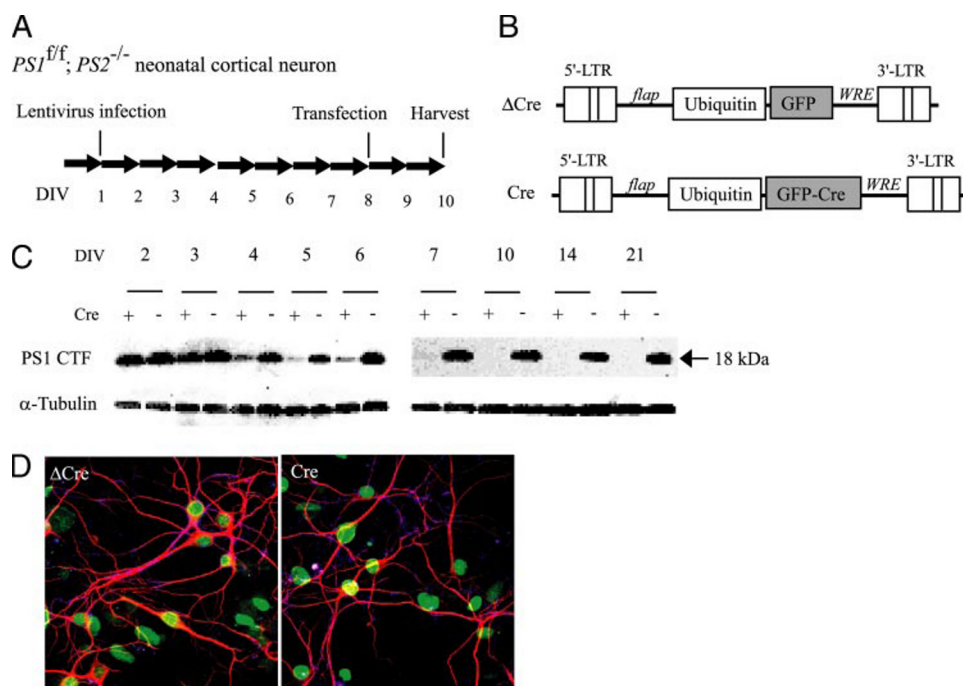 A
PS1f/f; PS2-/- neonatal cortical neuron
Lentivirus infection Transfection Harvest
DIV 1 2 3 4 5 6 7 8 9 10
B
5'-LTR 3'-LTR
ΔCre flap Ubiquitin GFP WRE
5'-LTR 3'-LTR
Cre flap Ubiquitin GFP-Cre WRE
C
DIV 2 3 4 5 6 7 10 14 21
Cre + - + - + - + - + - + - + - + - + -
PS1 CTF 18 kDa
α-Tubulin
D
ΔCre Cre